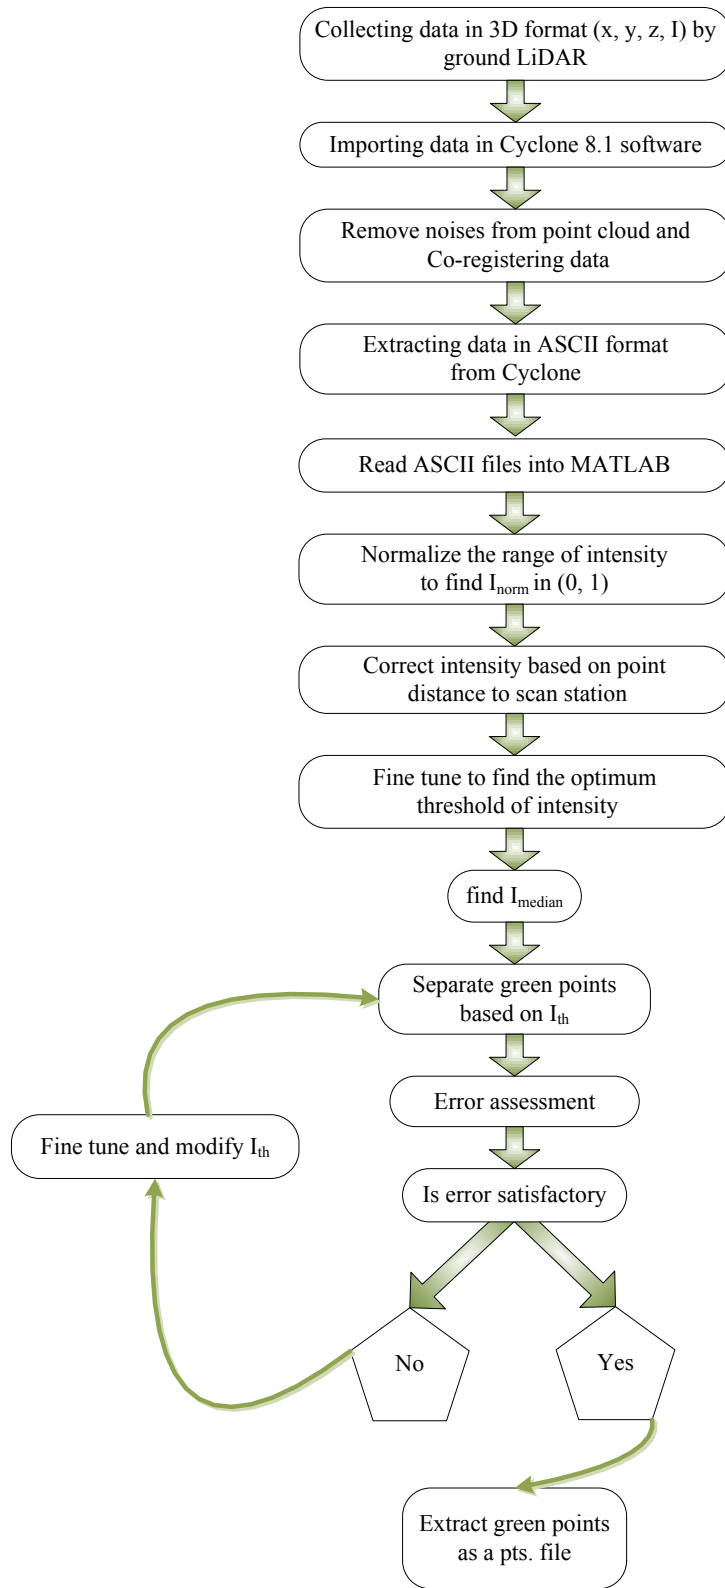 Collecting data in 3D format (x, y, z, I) by
ground LiDAR
Importing data in Cyclone 8.1 software
Remove noises from point cloud and
Co-registering data
Extracting data in ASCII format
from Cyclone
Read ASCII files into MATLAB
Normalize the range of intensity
to find Inorm in (0, 1)
Correct intensity based on point
distance to scan station
Fine tune to find the optimum
threshold of intensity
find Imedian
Separate green points
based on Ith
Error assessment
Fine tune and modify Ith
Is error satisfactory
No
Yes
Extract green points
as a pts. file